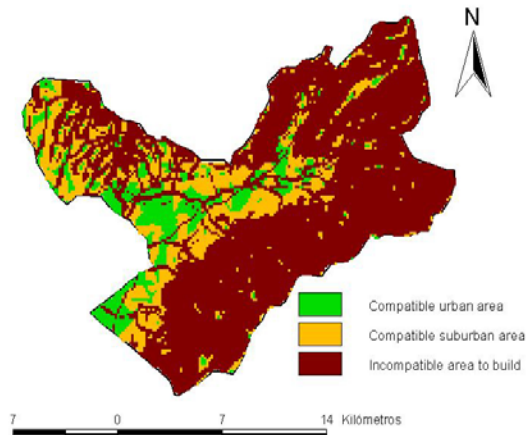 N
Compatible urban area
Compatible suburban area
Incompatible area to build
7 0 7 14 Kilómetros